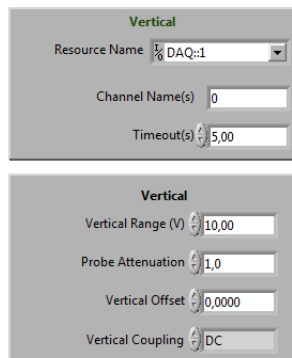 Vertical
Resource Name I/O DAQ::1
Channel Name(s) 0
Timeout(s) 5,00
Vertical
Vertical Range (V) 10,00
Probe Attenuation 1,0
Vertical Offset 0,0000
Vertical Coupling DC